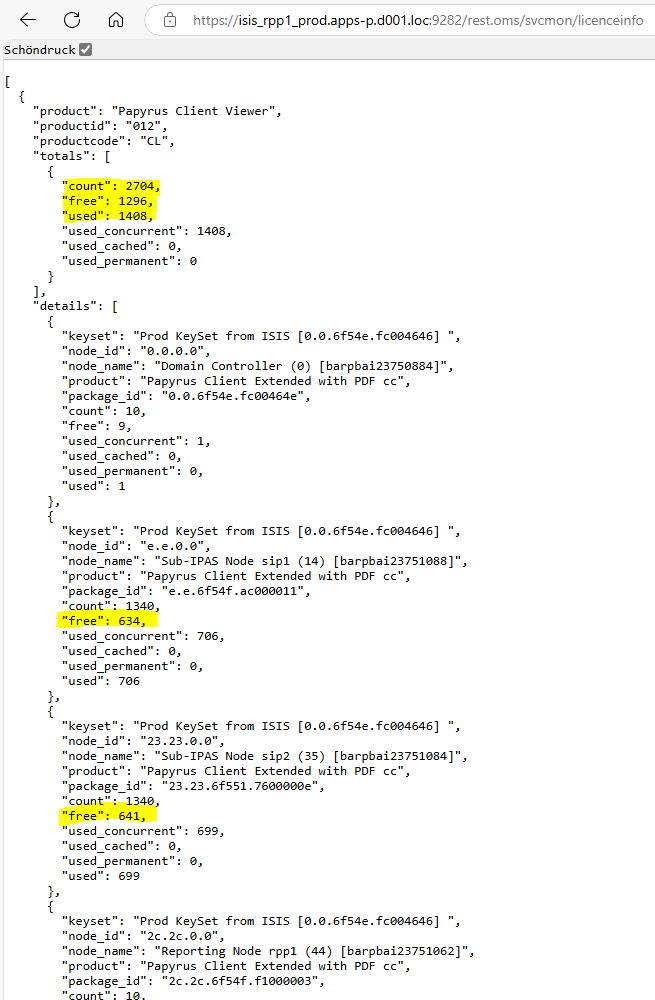 https://isis_rpp1_prod.apps-p.d001.loc:9282/rest.oms/svcmon/licenceinfo
Schöndruck
[
  {
    "product": "Papyrus Client Viewer",
    "productid": "012",
    "productcode": "CL",
    "totals": [
      {
        "count": 2704,
        "free": 1296,
        "used": 1408,
        "used_concurrent": 1408,
        "used_cached": 0,
        "used_permanent": 0
      }
    ],
    "details": [
      {
        "keyset": "Prod KeySet from ISIS [0.0.6f54e.fc004646] ",
        "node_id": "0.0.0.0",
        "node_name": "Domain Controller (0) [barpbai23750884]",
        "product": "Papyrus Client Extended with PDF cc",
        "package_id": "0.0.6f54e.fc00464e",
        "count": 10,
        "free": 9,
        "used_concurrent": 1,
        "used_cached": 0,
        "used_permanent": 0,
        "used": 1
      },
      {
        "keyset": "Prod KeySet from ISIS [0.0.6f54e.fc004646] ",
        "node_id": "e.e.0.0",
        "node_name": "Sub-IPAS Node sip1 (14) [barpbai23751088]",
        "product": "Papyrus Client Extended with PDF cc",
        "package_id": "e.e.6f54f.ac000011",
        "count": 1340,
        "free": 634,
        "used_concurrent": 706,
        "used_cached": 0,
        "used_permanent": 0,
        "used": 706
      },
      {
        "keyset": "Prod KeySet from ISIS [0.0.6f54e.fc004646] ",
        "node_id": "23.23.0.0",
        "node_name": "Sub-IPAS Node sip2 (35) [barpbai23751084]",
        "product": "Papyrus Client Extended with PDF cc",
        "package_id": "23.23.6f551.7600000e",
        "count": 1340,
        "free": 641,
        "used_concurrent": 699,
        "used_cached": 0,
        "used_permanent": 0,
        "used": 699
      },
      {
        "keyset": "Prod KeySet from ISIS [0.0.6f54e.fc004646] ",
        "node_id": "2c.2c.0.0",
        "node_name": "Reporting Node rpp1 (44) [barpbai23751062]",
        "product": "Papyrus Client Extended with PDF cc",
        "package_id": "2c.2c.6f54f.f1000003",
        "count": 10,